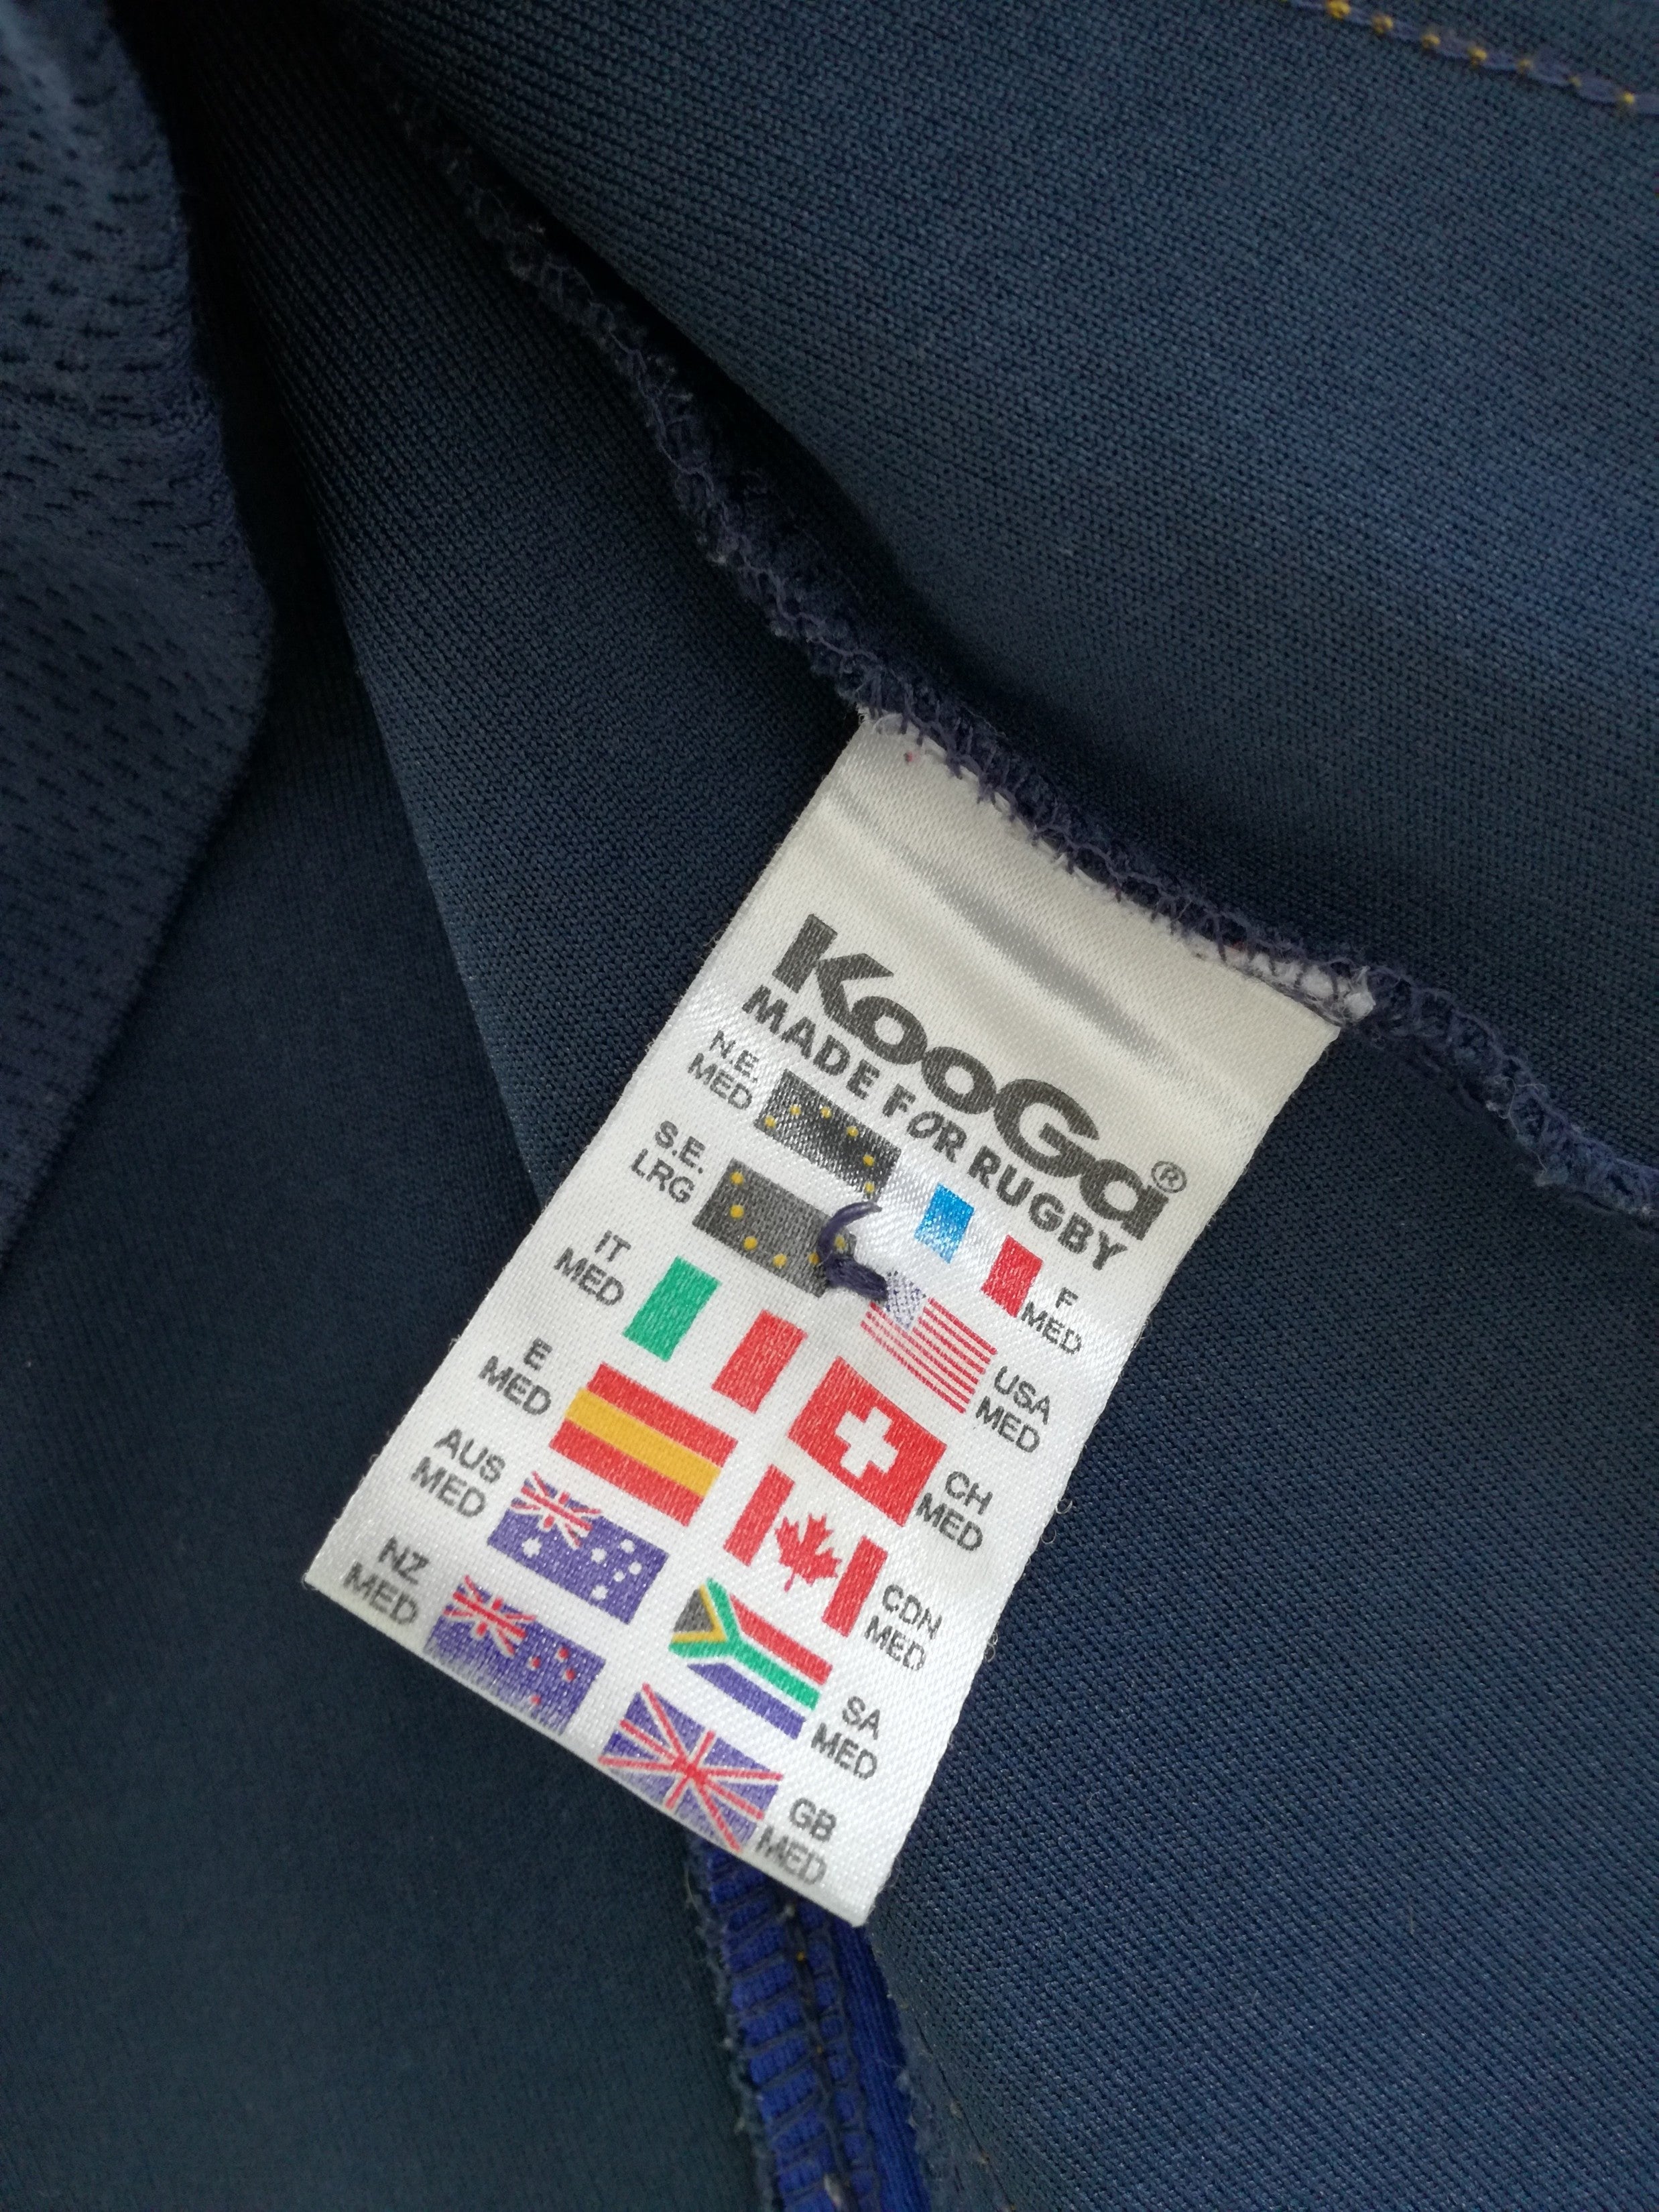 KooGa®
MADE FOR RUGBY
N.E.
MED
S.E.
LRG
IT
MED
E
MED
AUS
MED
NZ
MED
F
MED
USA
MED
CH
MED
CDN
MED
SA
MED
GB
MED